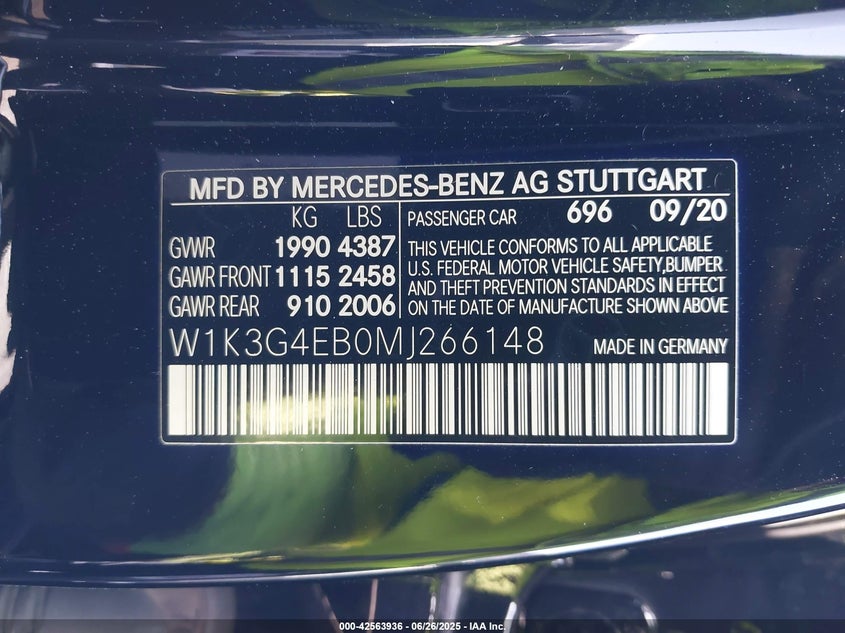 MFD BY MERCEDES-BENZ AG STUTTGART
KG LBS
GVWR 1990 4387
GAWR FRONT 1115 2458
GAWR REAR 910 2006
PASSENGER CAR 696 09/20
THIS VEHICLE CONFORMS TO ALL APPLICABLE
U.S. FEDERAL MOTOR VEHICLE SAFETY,BUMPER
AND THEFT PREVENTION STANDARDS IN EFFECT
ON THE DATE OF MANUFACTURE SHOWN ABOVE
W1K3G4EB0MJ266148 MADE IN GERMANY
000-42563936 - 06/26/2025 - IAA Inc.